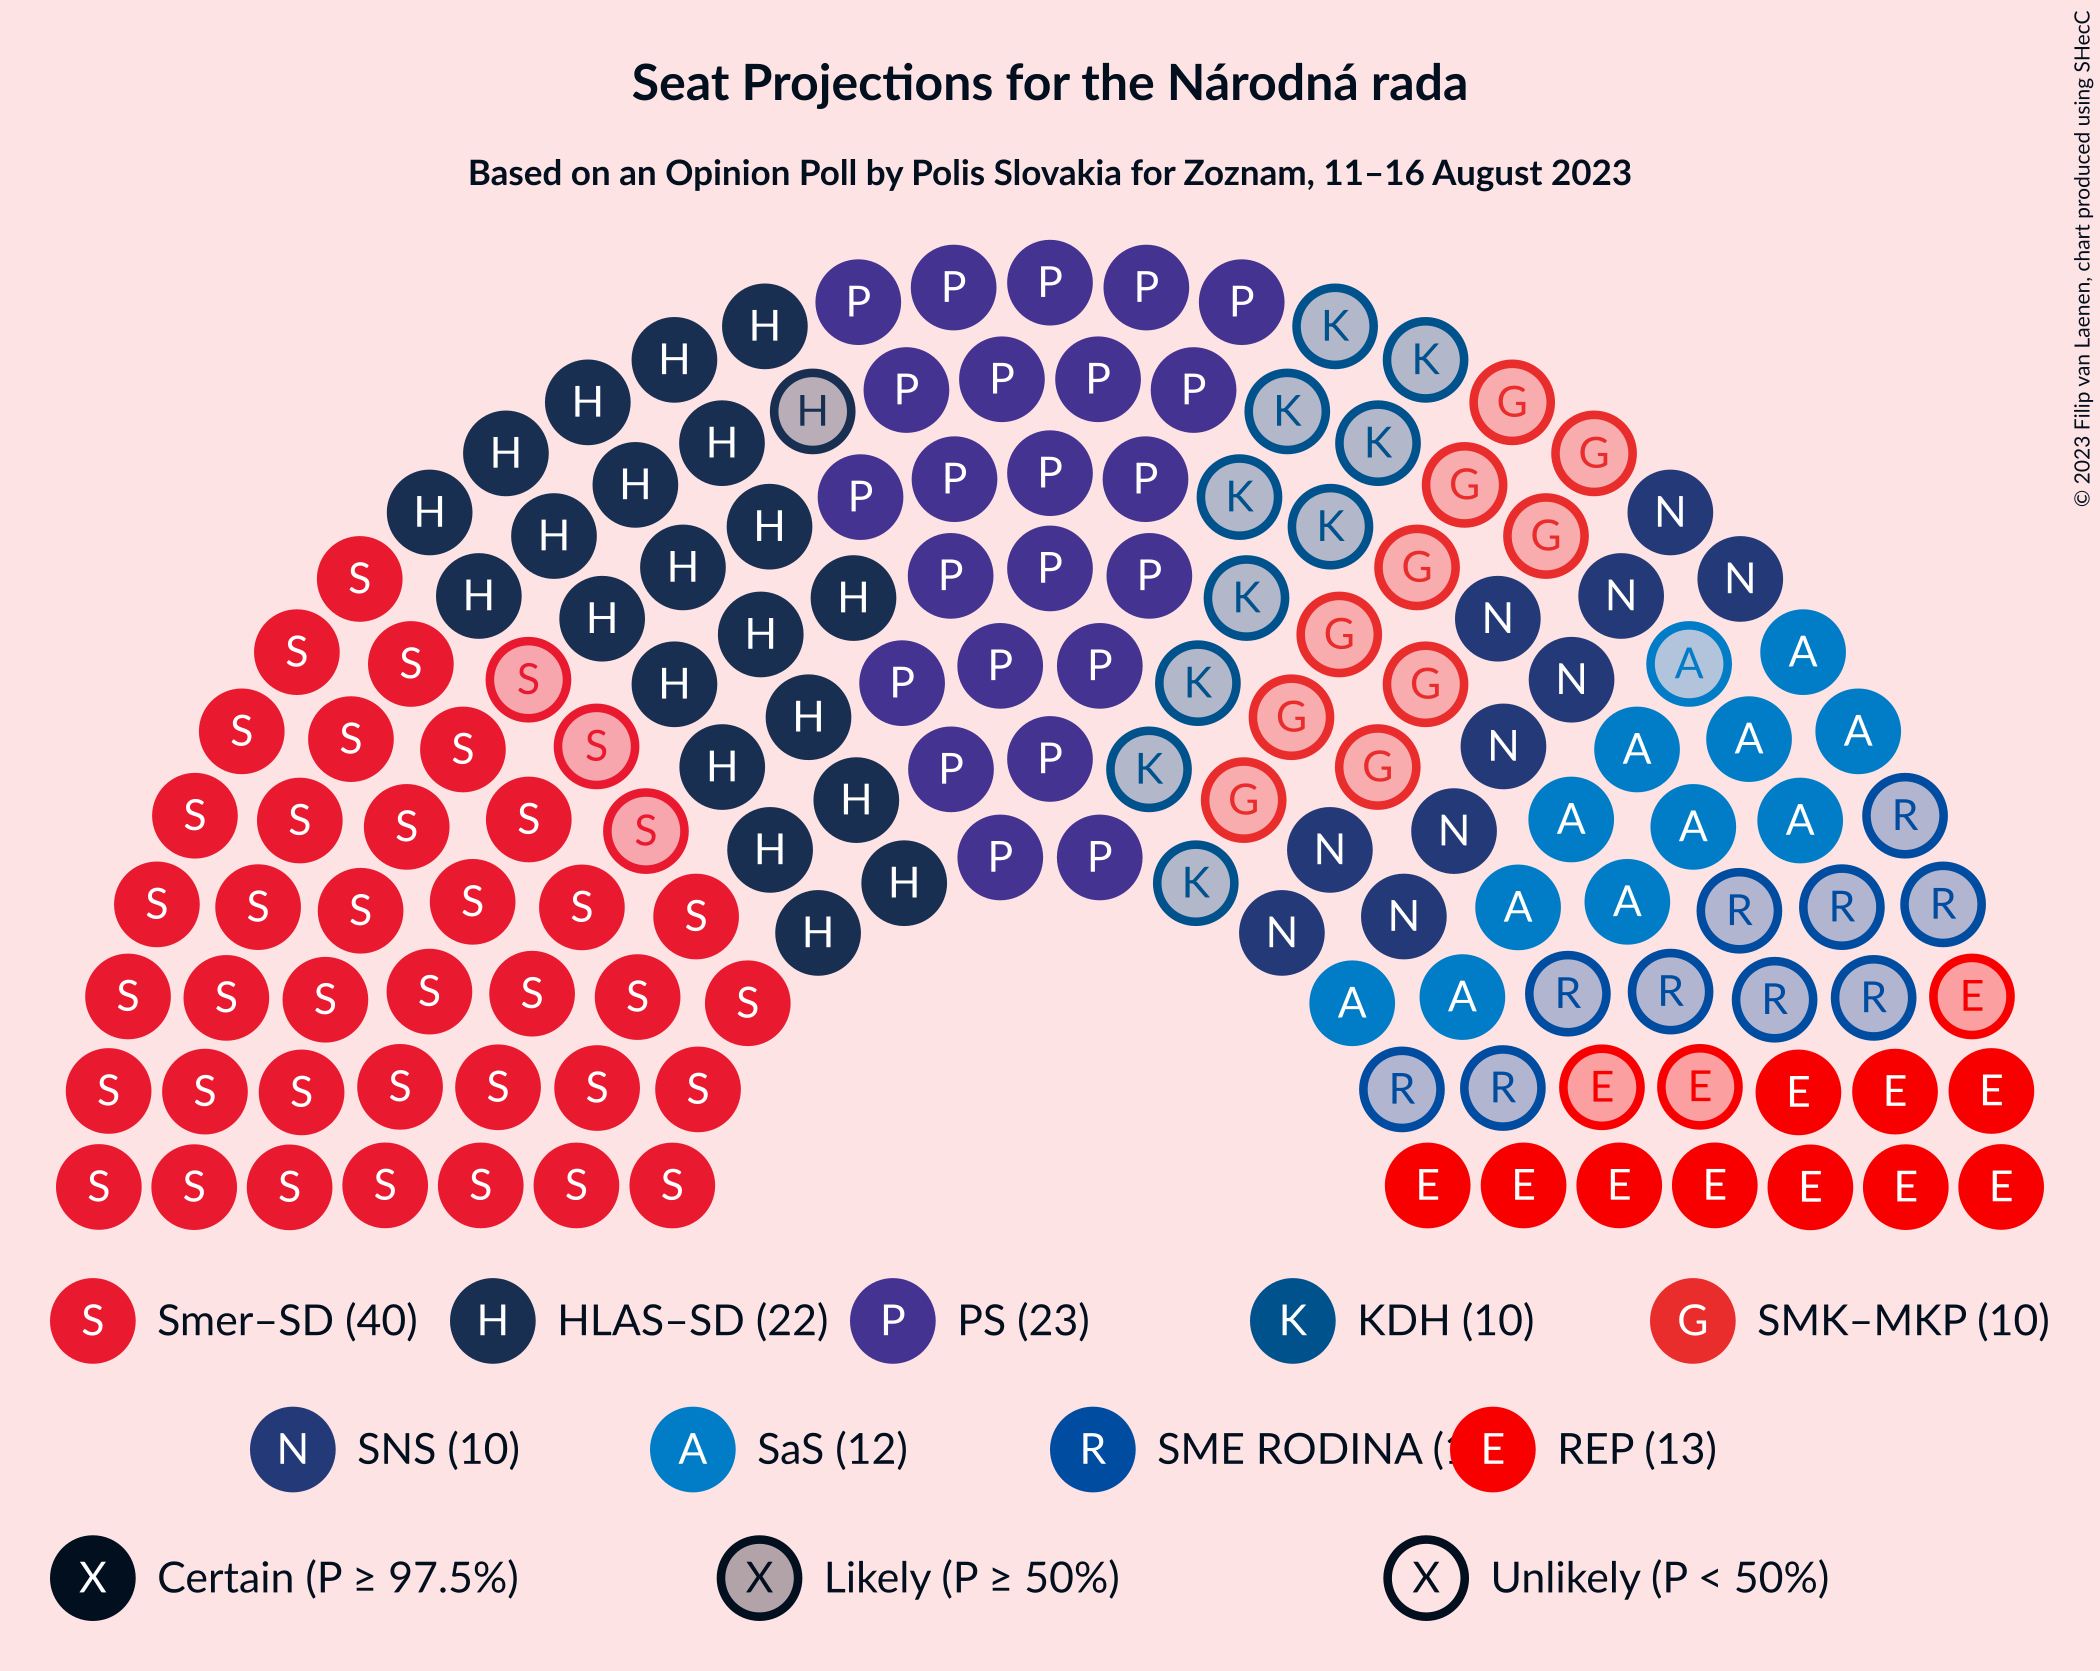 Seat Projections for the Národná rada
Based on an Opinion Poll by Polis Slovakia for Zoznam, 11–16 August 2023
© 2023 Filip van Laenen, chart produced using SHecC
P P P P P
H H K
H P P P P K
H H K G
H H K G
H P P P P K G
H H K G
H H H K G N
S H H P P P G N N
H H K N
S S S H H P P P K G G N A A
S S S S H H P P K G G N N A A A
S S S S S H H P P K G N N A A A R
S S S S S S H H K N N A A R R R
S S S S S S S A A R R R R E
S S S S S S S R R E E E E E
S S S S S S S E E E E E E E
S Smer–SD (40) H HLAS–SD (22) P PS (23) K KDH (10) G SMK–MKP (10)
N SNS (10) A SaS (12) R SME RODINA ( E REP (13)
X Certain (P ≥ 97.5%) X Likely (P ≥ 50%) X Unlikely (P < 50%)